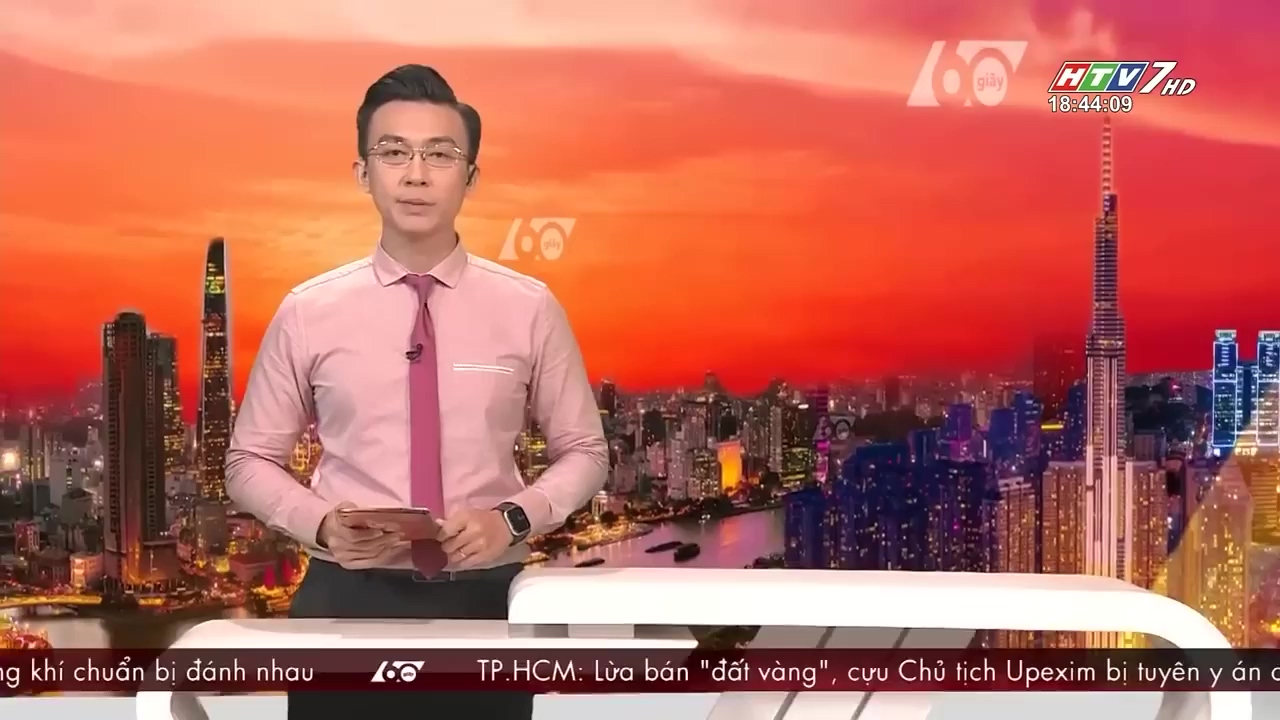 60 giây
HTV7 HD
18:44:09
60 giây
khí chuẩn bị đánh nhau 60 giây TP.HCM: Lừa bán "đất vàng", cựu Chủ tịch Upexim bị tuyên y án